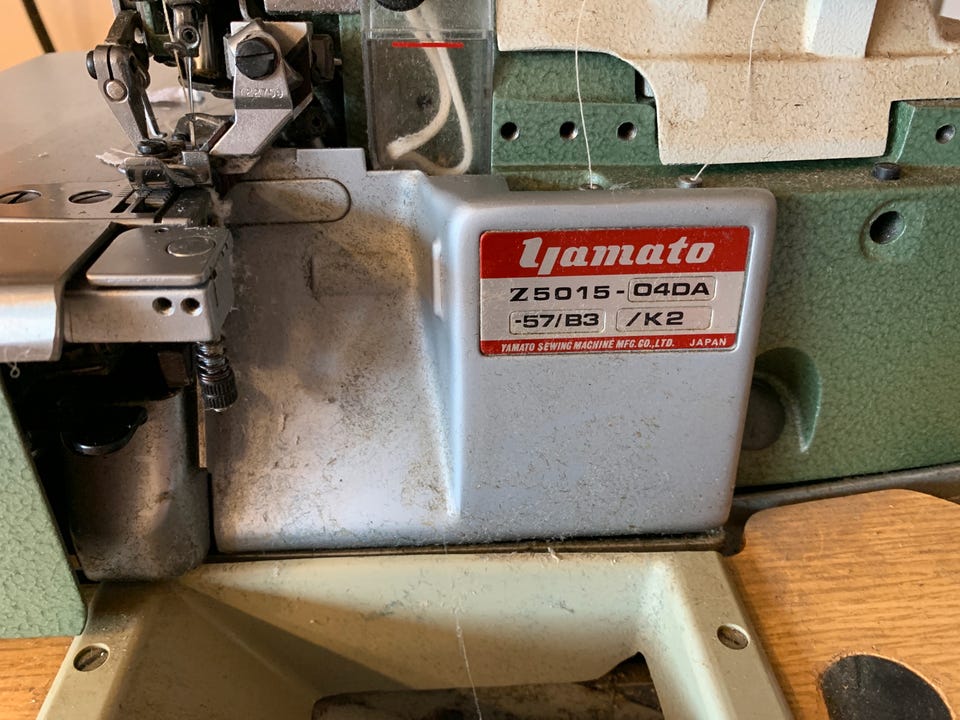 Yamato
Z5015-04DA
-57/B3 /K2
YAMATO SEWING MACHINE MFG.CO.,LTD. JAPAN